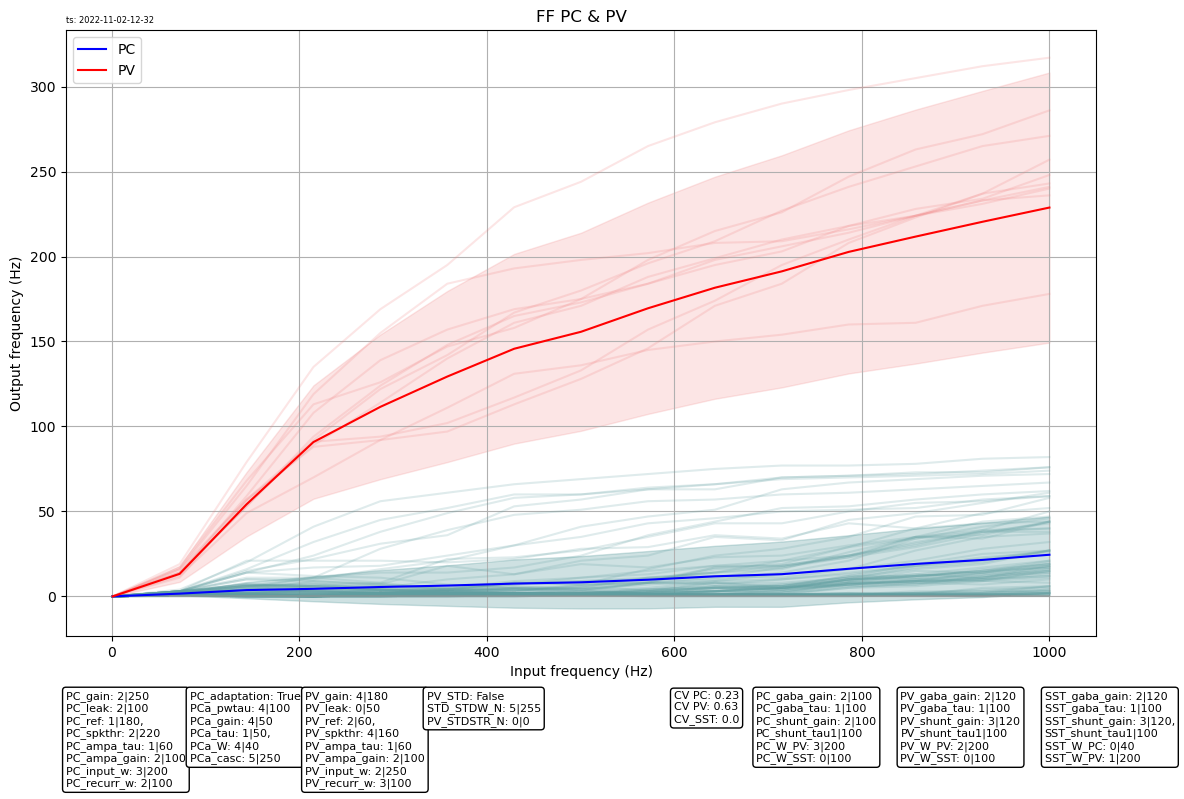 ts: 2022-11-02-12-32
FF PC & PV
PC
PV
Output frequency (Hz)
300
250
200
150
100
50
0
0 200 400 600 800 1000
Input frequency (Hz)
PC_gain: 2|250
PC_leak: 2|100
PC_ref: 1|180,
PC_spkthr: 2|220
PC_ampa_tau: 1|60
PC_ampa_gain: 2|100
PC_input_w: 3|200
PC_recurr_w: 2|100
PC_adaptation: True
PCa_pwtau: 4|100
PCa_gain: 4|50
PCa_tau: 1|50,
PCa_W: 4|40
PCa_casc: 5|250
PV_gain: 4|180
PV_leak: 0|50
PV_ref: 2|60,
PV_spkthr: 4|160
PV_ampa_tau: 1|60
PV_ampa_gain: 2|100
PV_input_w: 2|250
PV_recurr_w: 3|100
PV_STD: False
STD_STDW_N: 5|255
PV_STDSTR_N: 0|0
CV PC: 0.23
CV PV: 0.63
CV_SST: 0.0
PC_gaba_gain: 2|100
PC_gaba_tau: 1|100
PC_shunt_gain: 2|100
PC_shunt_tau1|100
PC_W_PV: 3|200
PC_W_SST: 0|100
PV_gaba_gain: 2|120
PV_gaba_tau: 1|100
PV_shunt_gain: 3|120
PV_shunt_tau1|100
PV_W_PV: 2|200
PV_W_SST: 0|100
SST_gaba_gain: 2|120
SST_gaba_tau: 1|100
SST_shunt_gain: 3|120,
SST_shunt_tau1|100
SST_W_PC: 0|40
SST_W_PV: 1|200